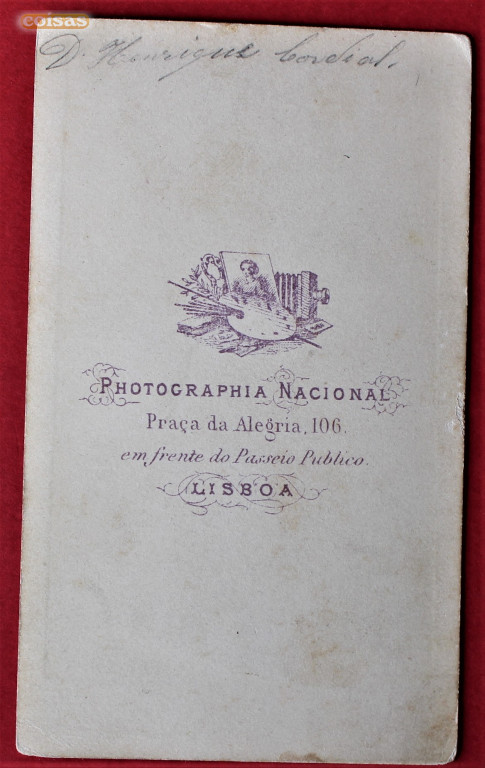 coisas
D. Henrique Cordial.
PHOTOGRAPHIA NACIONAL
Praça da Alegria, 106.
em frente do Passeio Publico.
LISBOA